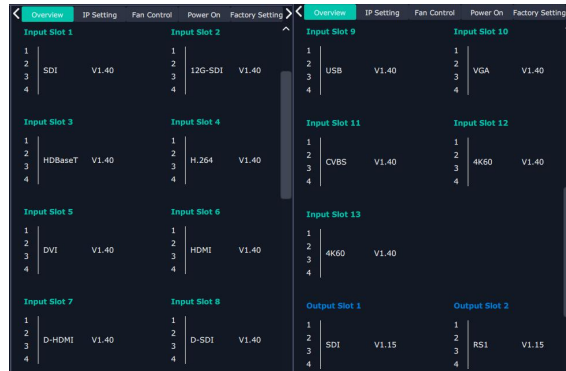 Overview IP Setting Fan Control Power On Factory Setting
Input Slot 1 Input Slot 2
1 1
2 2
SDI V1.40 12G-SDI V1.40
3 3
4 4
Input Slot 3 Input Slot 4
1 1
2 2
HDBaseT V1.40 H.264 V1.40
3 3
4 4
Input Slot 5 Input Slot 6
1 1
2 2
DVI V1.40 HDMI V1.40
3 3
4 4
Input Slot 7 Input Slot 8
1 1
2 2
D-HDMI V1.40 D-SDI V1.40
3 3
4 4
Overview IP Setting Fan Control Power On Factory Setting
Input Slot 9 Input Slot 10
1 1
2 2
USB V1.40 VGA V1.40
3 3
4 4
Input Slot 11 Input Slot 12
1 1
2 2
CVBS V1.40 4K60 V1.40
3 3
4 4
Input Slot 13
1
2
4K60 V1.40
3
4
Output Slot 1 Output Slot 2
1 1
2 2
SDI V1.15 RS1 V1.15
3 3
4 4